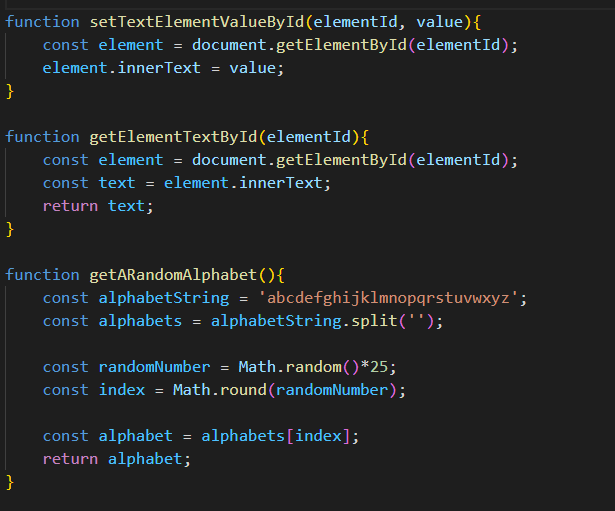 function setTextElementValueById(elementId, value){
    const element = document.getElementById(elementId);
    element.innerText = value;
}

function getElementTextById(elementId){
    const element = document.getElementById(elementId);
    const text = element.innerText;
    return text;
}

function getARandomAlphabet(){
    const alphabetString = 'abcdefghijklmnopqrstuvwxyz';
    const alphabets = alphabetString.split('');

    const randomNumber = Math.random()*25;
    const index = Math.round(randomNumber);

    const alphabet = alphabets[index];
    return alphabet;
}